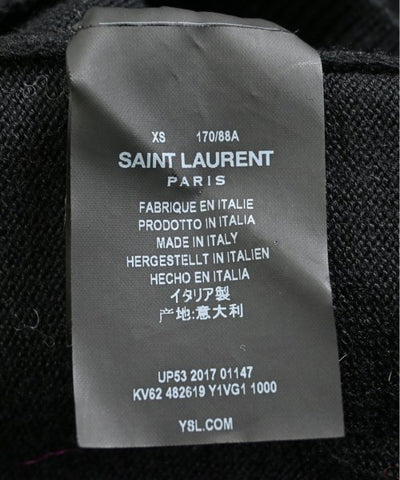 XS 170/88A
SAINT LAURENT
PARIS
FABRIQUE EN ITALIE
PRODOTTO IN ITALIA
MADE IN ITALY
HERGESTELLT IN ITALIEN
HECHO EN ITALIA
イタリア製
产地:意大利
UP53 2017 01147
KV62 482619 Y1VG1 1000
YSL.COM